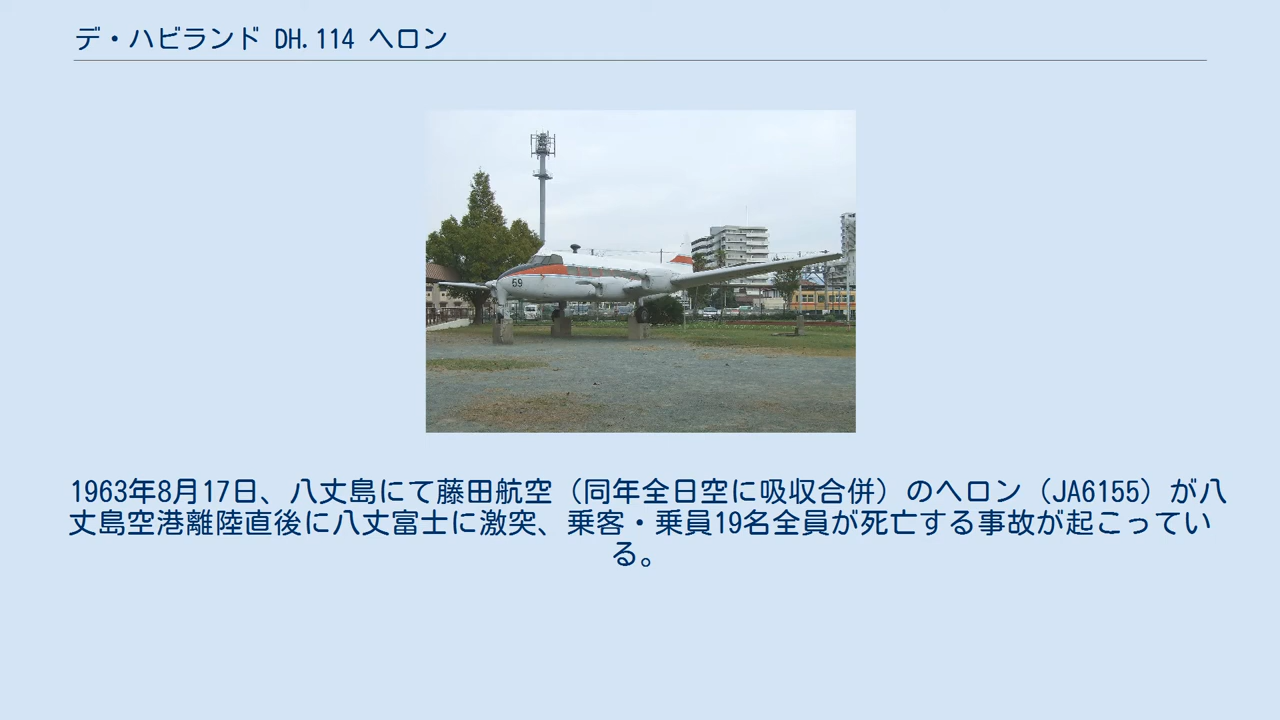 デ・ハビランド DH.114 ヘロン
69
1963年8月17日、八丈島にて藤田航空（同年全日空に吸収合併）のヘロン（JA6155）が八
丈島空港離陸直後に八丈富士に激突、乗客・乗員19名全員が死亡する事故が起こってい
る。